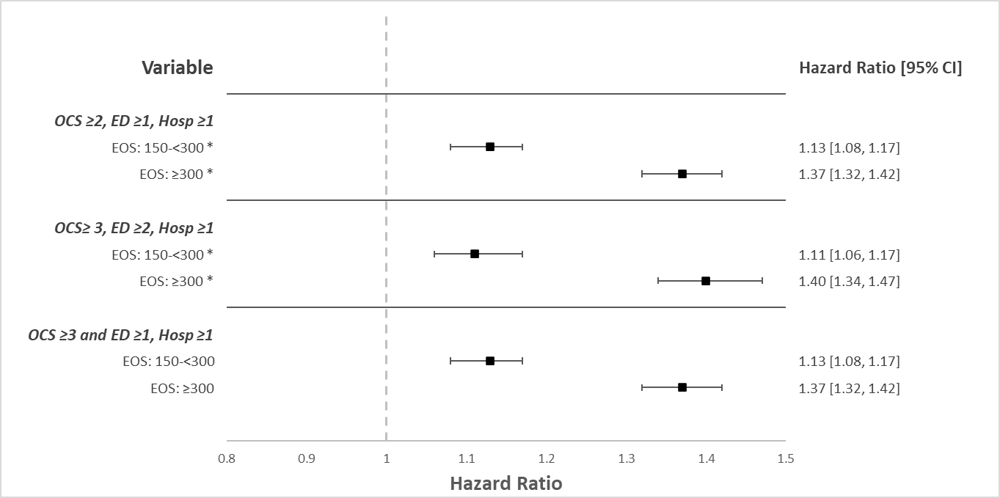 Variable Hazard Ratio [95% CI]
OCS ≥2, ED ≥1, Hosp ≥1
EOS: 150-<300 * 1.13 [1.08, 1.17]
EOS: ≥300 * 1.37 [1.32, 1.42]
OCS≥ 3, ED ≥2, Hosp ≥1
EOS: 150-<300 * 1.11 [1.06, 1.17]
EOS: ≥300 * 1.40 [1.34, 1.47]
OCS ≥3 and ED ≥1, Hosp ≥1
EOS: 150-<300 1.13 [1.08, 1.17]
EOS: ≥300 1.37 [1.32, 1.42]
0.8 0.9 1 1.1 1.2 1.3 1.4 1.5
Hazard Ratio